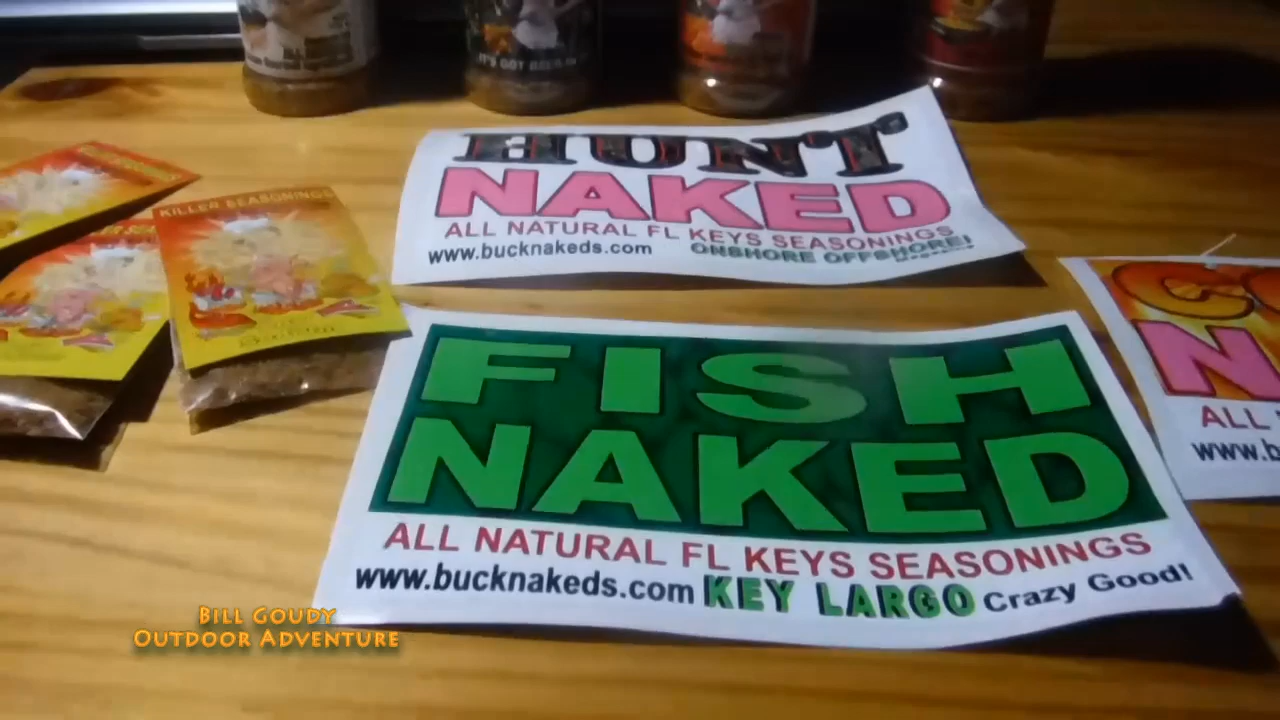 IT'S GOT
KILLER SEASONINGS
HUNT
NAKED
ALL NATURAL FL KEYS SEASONINGS
www.bucknakeds.com ONSHORE OFFSHORE!
FISH
NAKED
ALL NATURAL FL KEYS SEASONINGS
www.bucknakeds.com KEY LARGO Crazy Good!
ALL
BILL GOUDY
OUTDOOR ADVENTURE